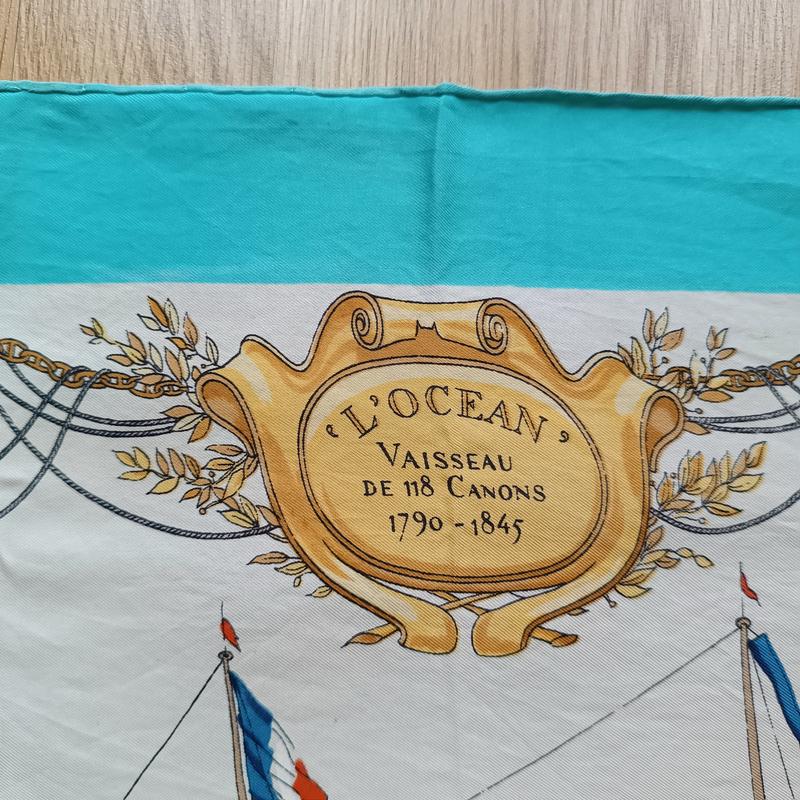 ‘L’OCEAN’
VAISSEAU
DE 118 CANONS
1790 - 1845